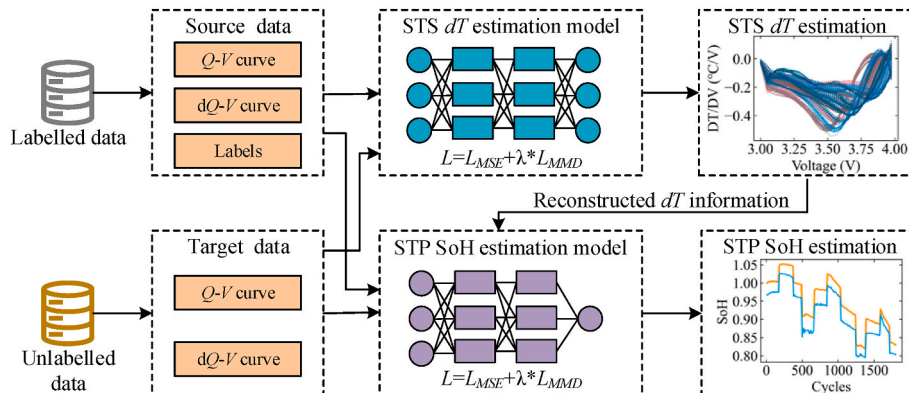 Source data
Q-V curve
dQ-V curve
Labels
Labelled data
STS dT estimation model
L=L_MSE+λ*L_MMD
STS dT estimation
DT/DV (°C/V)
0.0
−0.2
−0.4
3.00 3.25 3.50 3.75 4.00
Voltage (V)
Reconstructed dT information
Target data
Q-V curve
dQ-V curve
Unlabelled
data
STP SoH estimation model
L=L_MSE+λ*L_MMD
STP SoH estimation
SoH
1.05
1.00
0.95
0.90
0.85
0.80
0 500 1000 1500
Cycles